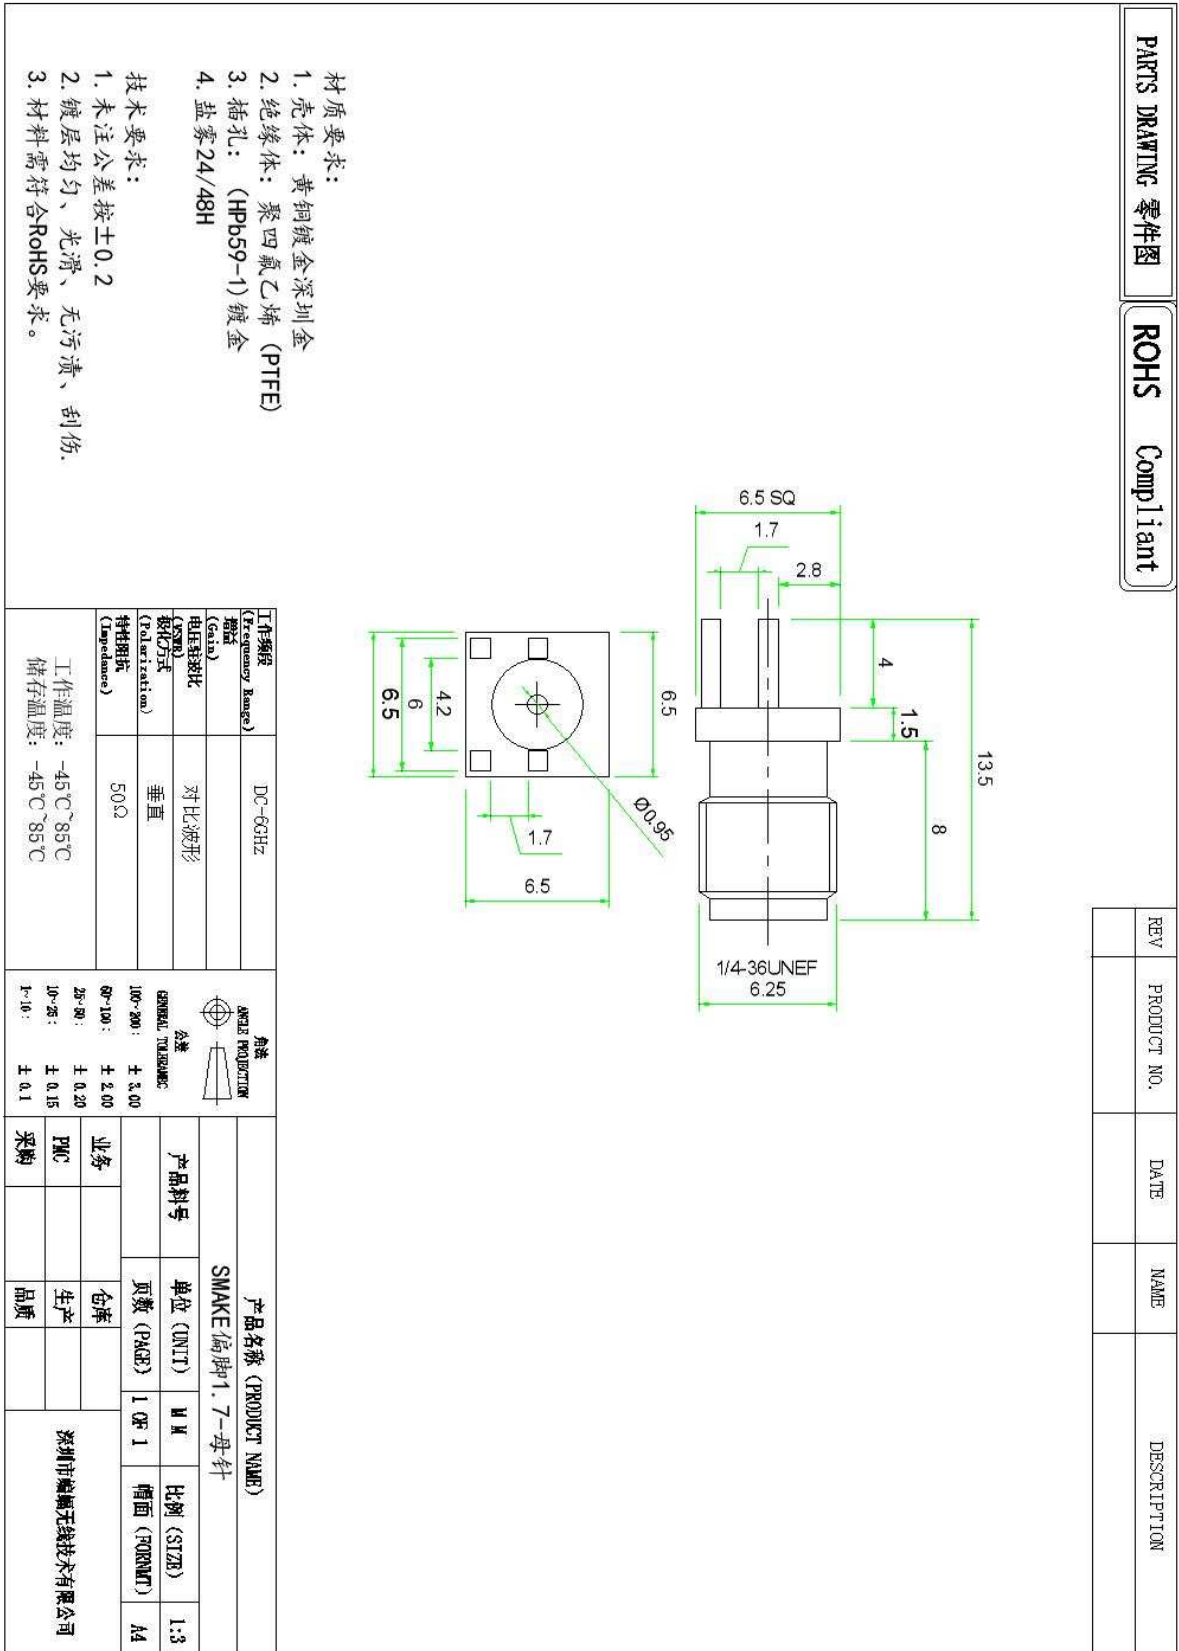 PARTS DRAWING 零件图
ROHS Compliant
REV
PRODUCT NO.
DATE
NAME
DESCRIPTION
6.5 SQ
1.7
2.8
4
1.5
13.5
8
1/4-36UNEF
6.25
6.5
4.2
6
6.5
Ø0.95
1.7
6.5
材质要求:
1. 壳体: 黄铜镀金深圳金
2. 绝缘体: 聚四氟乙烯 (PTFE)
3. 插孔: (HPb59-1)镀金
4. 盐雾24/48H
技术要求:
1. 未注公差按±0.2
2. 镀层均匀、光滑、无污渍、刮伤.
3. 材料需符合RoHS要求。
工作频段
(Frequency Range)
DC-6GHz
增益
(Gain)
电压驻波比
(VSWR)
对比波形
极化方式
(Polarization)
垂直
特性阻抗
(Impedance)
50Ω
工作温度: -45℃~85℃
储存温度: -45℃~85℃
角法
ANGLE PROJECTION
公差
GENERAL TOLERAMEC
100~200: ± 3.00
60~100: ± 2.00
25~60: ± 0.20
10~25: ± 0.15
1~10: ± 0.1
产品名称 (PRODUCT NAME)
SMAKE偏脚1.7-母针
产品料号
单位 (UNIT)
M M
比例 (SIZE)
1:3
页数 (PAGE)
1 OF 1
幅面 (FORNMT)
A4
业务
仓库
PMC
生产
采购
品质
深圳市蝙蝠无线技术有限公司